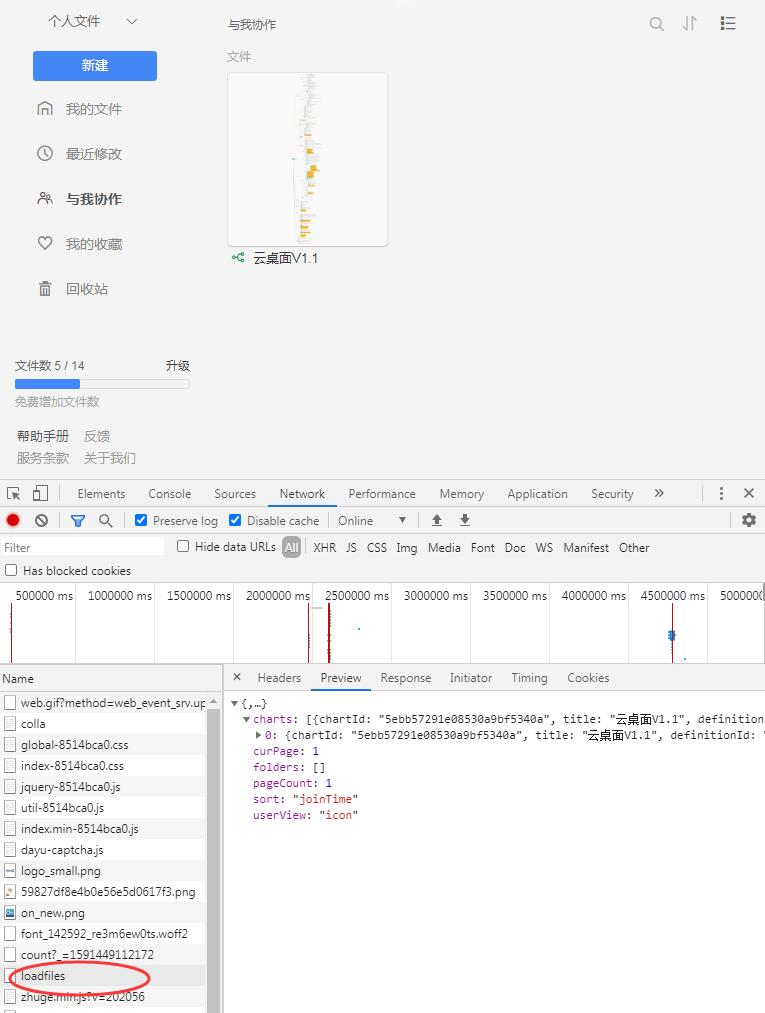 个人文件
与我协作
新建
文件
我的文件
最近修改
与我协作
我的收藏
回收站
云桌面V1.1
文件数 5 / 14 升级
免费增加文件数
帮助手册 反馈
服务条款 关于我们
Elements Console Sources Network Performance Memory Application Security
Preserve log Disable cache Online
Filter Hide data URLs All XHR JS CSS Img Media Font Doc WS Manifest Other
Has blocked cookies
500000 ms 1000000 ms 1500000 ms 2000000 ms 2500000 ms 3000000 ms 3500000 ms 4000000 ms 4500000 ms 5000000
Name
Headers Preview Response Initiator Timing Cookies
web.gif?method=web_event_srv.up
colla
global-8514bca0.css
index-8514bca0.css
jquery-8514bca0.js
util-8514bca0.js
index.min-8514bca0.js
dayu-captcha.js
logo_small.png
59827df8e4b0e56e5d0617f3.png
on_new.png
font_142592_re3m6ew0ts.woff2
count?_=1591449112172
loadfiles
zhuge.min.js?v=202056
{,…}
charts: [{chartId: "5ebb57291e08530a9bf5340a", title: "云桌面V1.1", definition
0: {chartId: "5ebb57291e08530a9bf5340a", title: "云桌面V1.1", definitionId: "
curPage: 1
folders: []
pageCount: 1
sort: "joinTime"
userView: "icon"